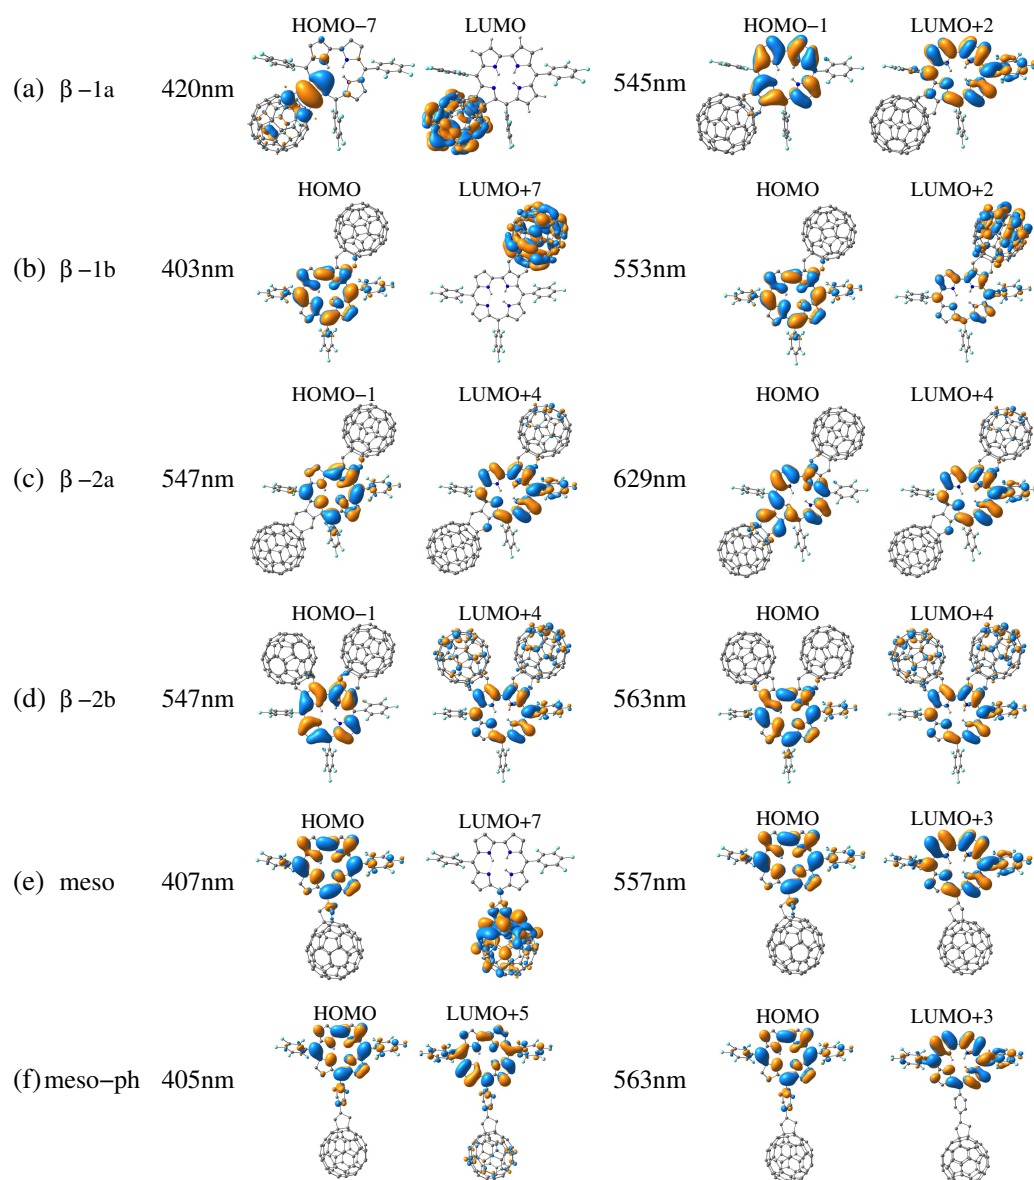 HOMO−7 LUMO HOMO−1 LUMO+2
(a) β−1a 420nm 545nm
HOMO LUMO+7 HOMO LUMO+2
(b) β−1b 403nm 553nm
HOMO−1 LUMO+4 HOMO LUMO+4
(c) β−2a 547nm 629nm
HOMO−1 LUMO+4 HOMO LUMO+4
(d) β−2b 547nm 563nm
HOMO LUMO+7 HOMO LUMO+3
(e) meso 407nm 557nm
HOMO LUMO+5 HOMO LUMO+3
(f) meso−ph 405nm 563nm